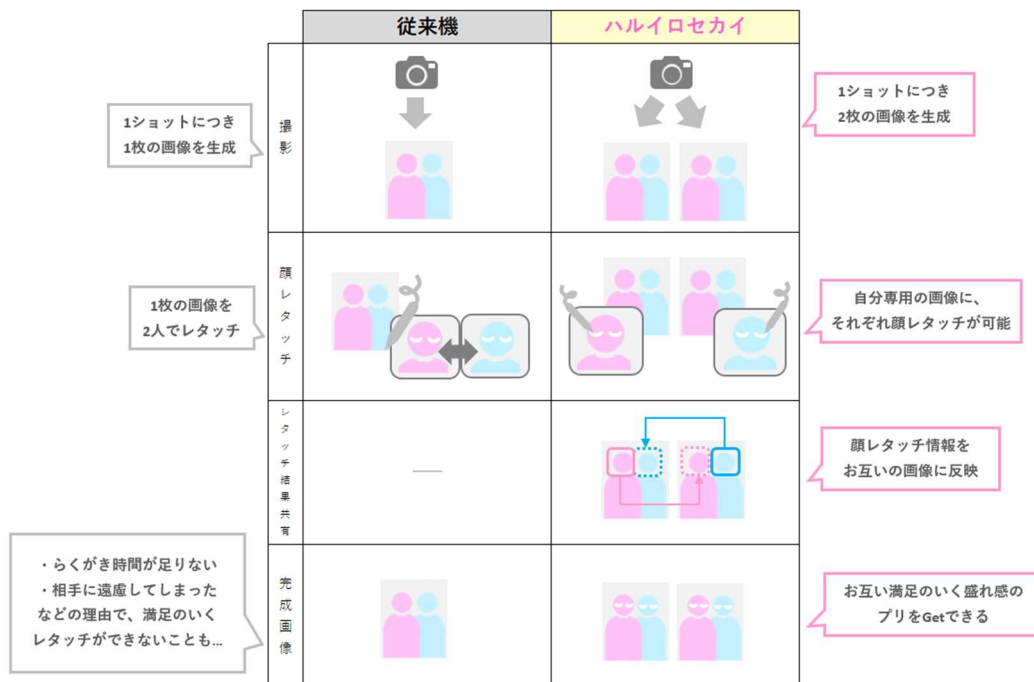 従来機
ハルイロセカイ
撮影
1ショットにつき
1枚の画像を生成
1ショットにつき
2枚の画像を生成
顔レタッチ
1枚の画像を
2人でレタッチ
自分専用の画像に、
それぞれ顔レタッチが可能
レタッチ結果共有
顔レタッチ情報を
お互いの画像に反映
完成画像
・らくがき時間が足りない
・相手に遠慮してしまった
などの理由で、満足のいく
レタッチができないことも…
お互い満足のいく盛れ感の
プリをGetできる